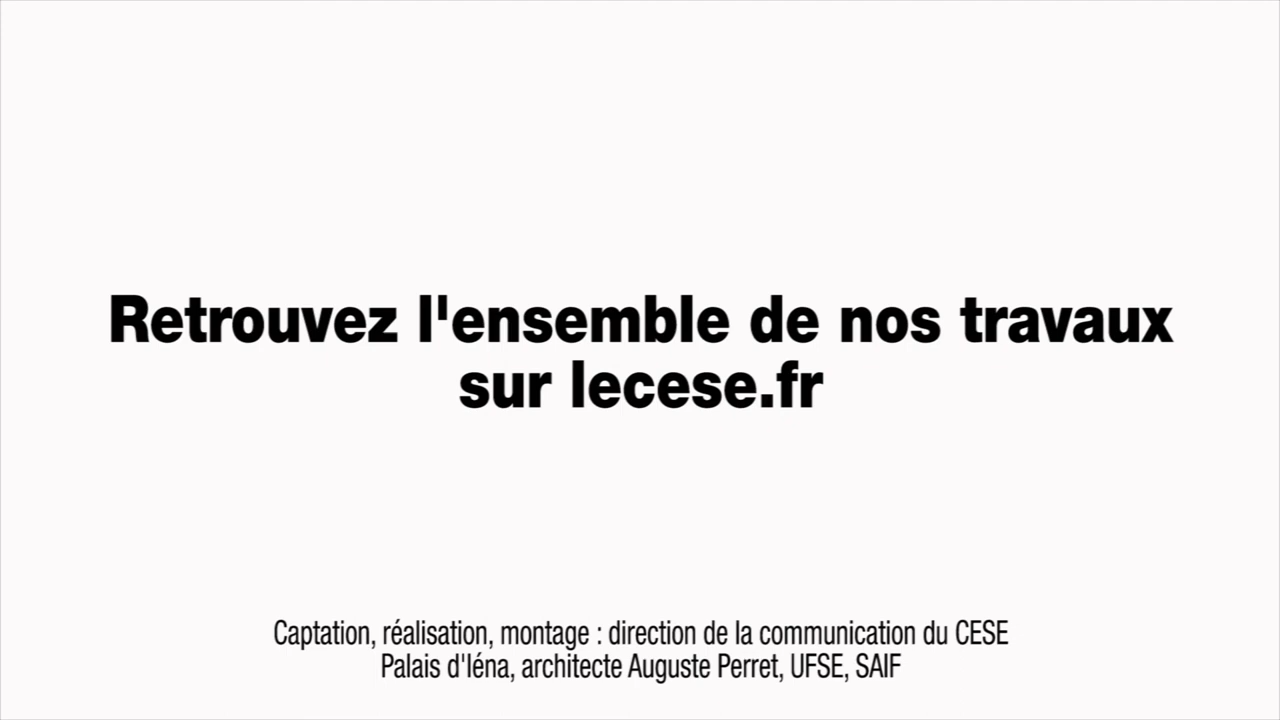 Retrouvez l'ensemble de nos travaux
sur lecese.fr
Captation, réalisation, montage : direction de la communication du CESE
Palais d'Iéna, architecte Auguste Perret, UFSE, SAIF